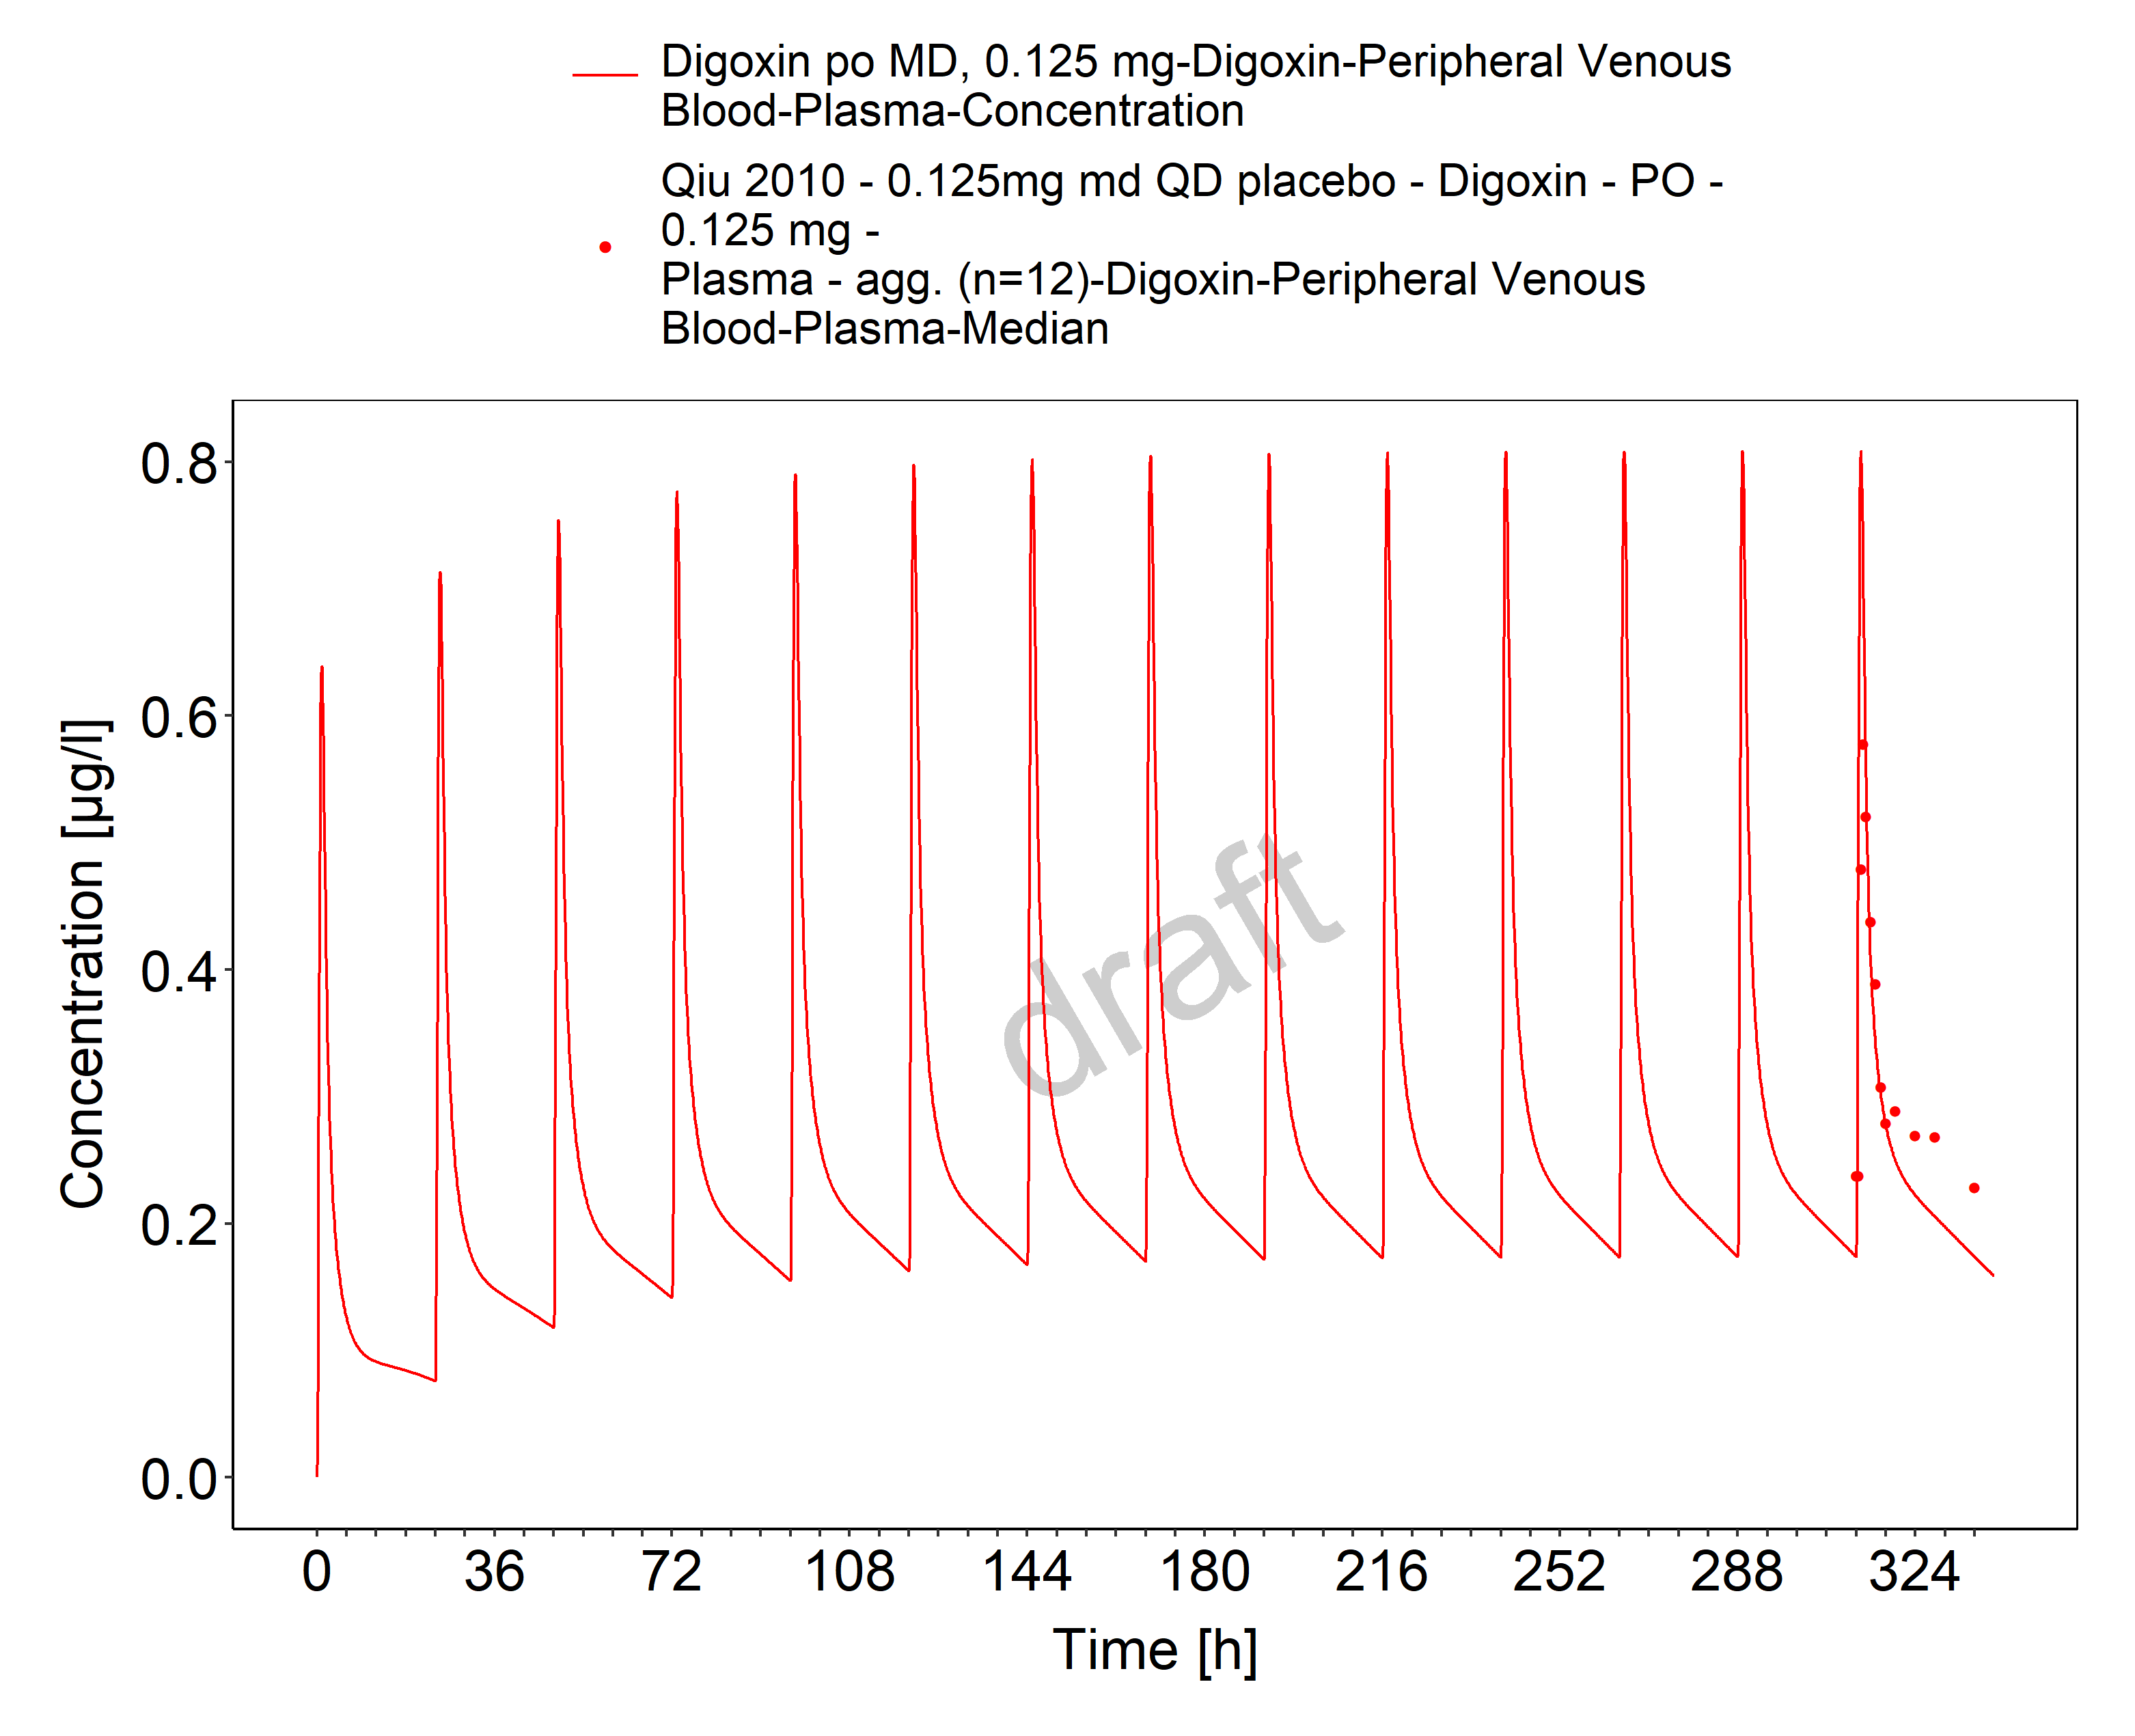 Digoxin po MD, 0.125 mg-Digoxin-Peripheral Venous
Blood-Plasma-Concentration
Qiu 2010 - 0.125mg md QD placebo - Digoxin - PO -
0.125 mg -
Plasma - agg. (n=12)-Digoxin-Peripheral Venous
Blood-Plasma-Median
0.8
0.6
0.4
0.2
0.0
Concentration [µg/l]
draft
0 36 72 108 144 180 216 252 288 324
Time [h]